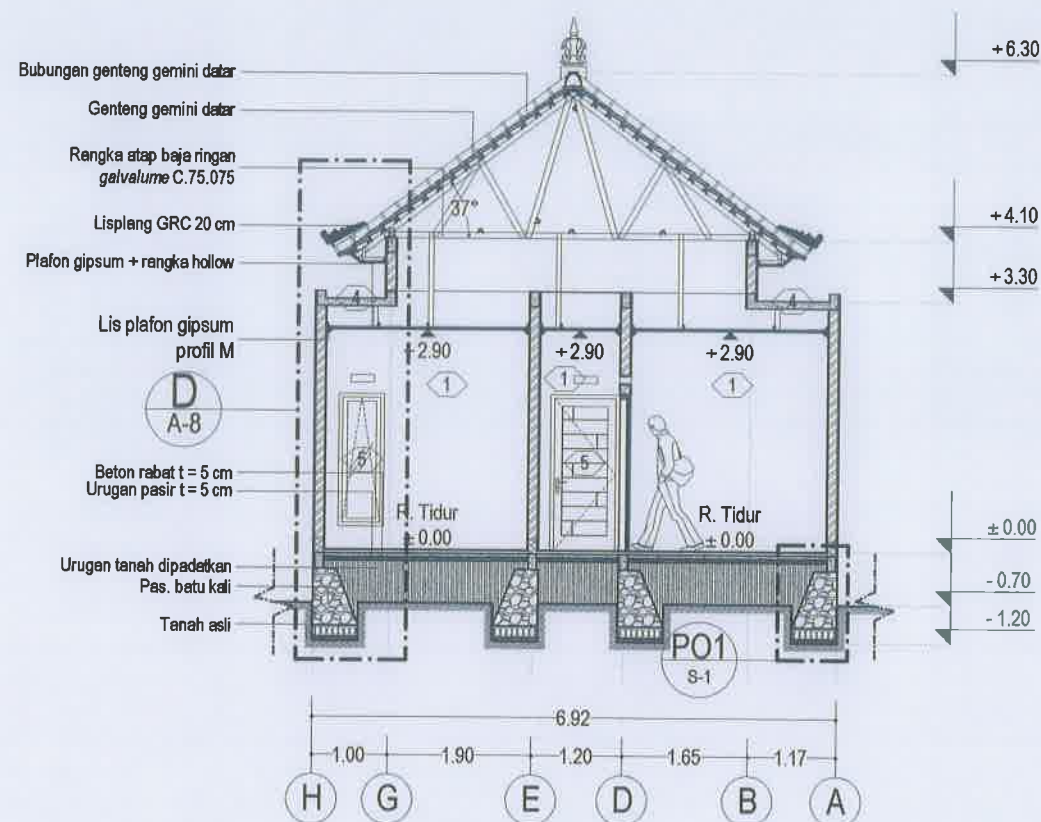 +6.30
Bubungan genteng gemini datar
Genteng gemini datar
Rangka atap baja ringan
galvalume C.75.075
37°
Lisplang GRC 20 cm
+4.10
Plafon gipsum + rangka hollow
+3.30
4
4
Lis plafon gipsum
profil M
+2.90
+2.90
+2.90
1
1
1
D
A-8
5
5
Beton rabat t = 5 cm
Urugan pasir t = 5 cm
R. Tidur
± 0.00
R. Tidur
± 0.00
± 0.00
Urugan tanah dipadatkan
Pas. batu kali
- 0.70
Tanah asli
- 1.20
PO1
S-1
6.92
1.00
1.90
1.20
1.65
1.17
H
G
E
D
B
A